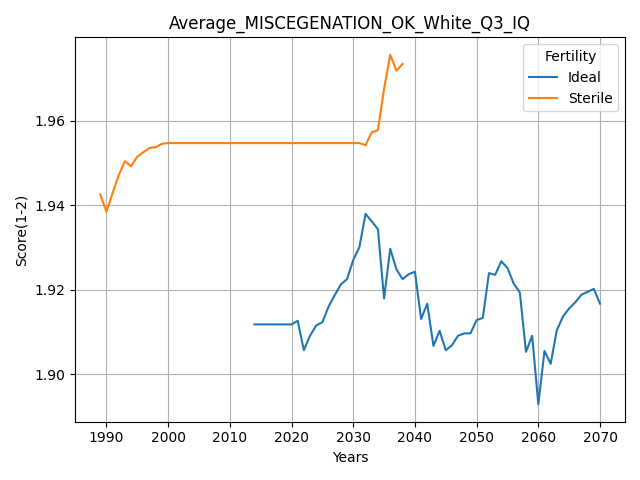 Average_MISCEGENATION_OK_White_Q3_IQ
Fertility
Ideal
Sterile
Score(1-2)
1.96
1.94
1.92
1.90
1990 2000 2010 2020 2030 2040 2050 2060 2070
Years